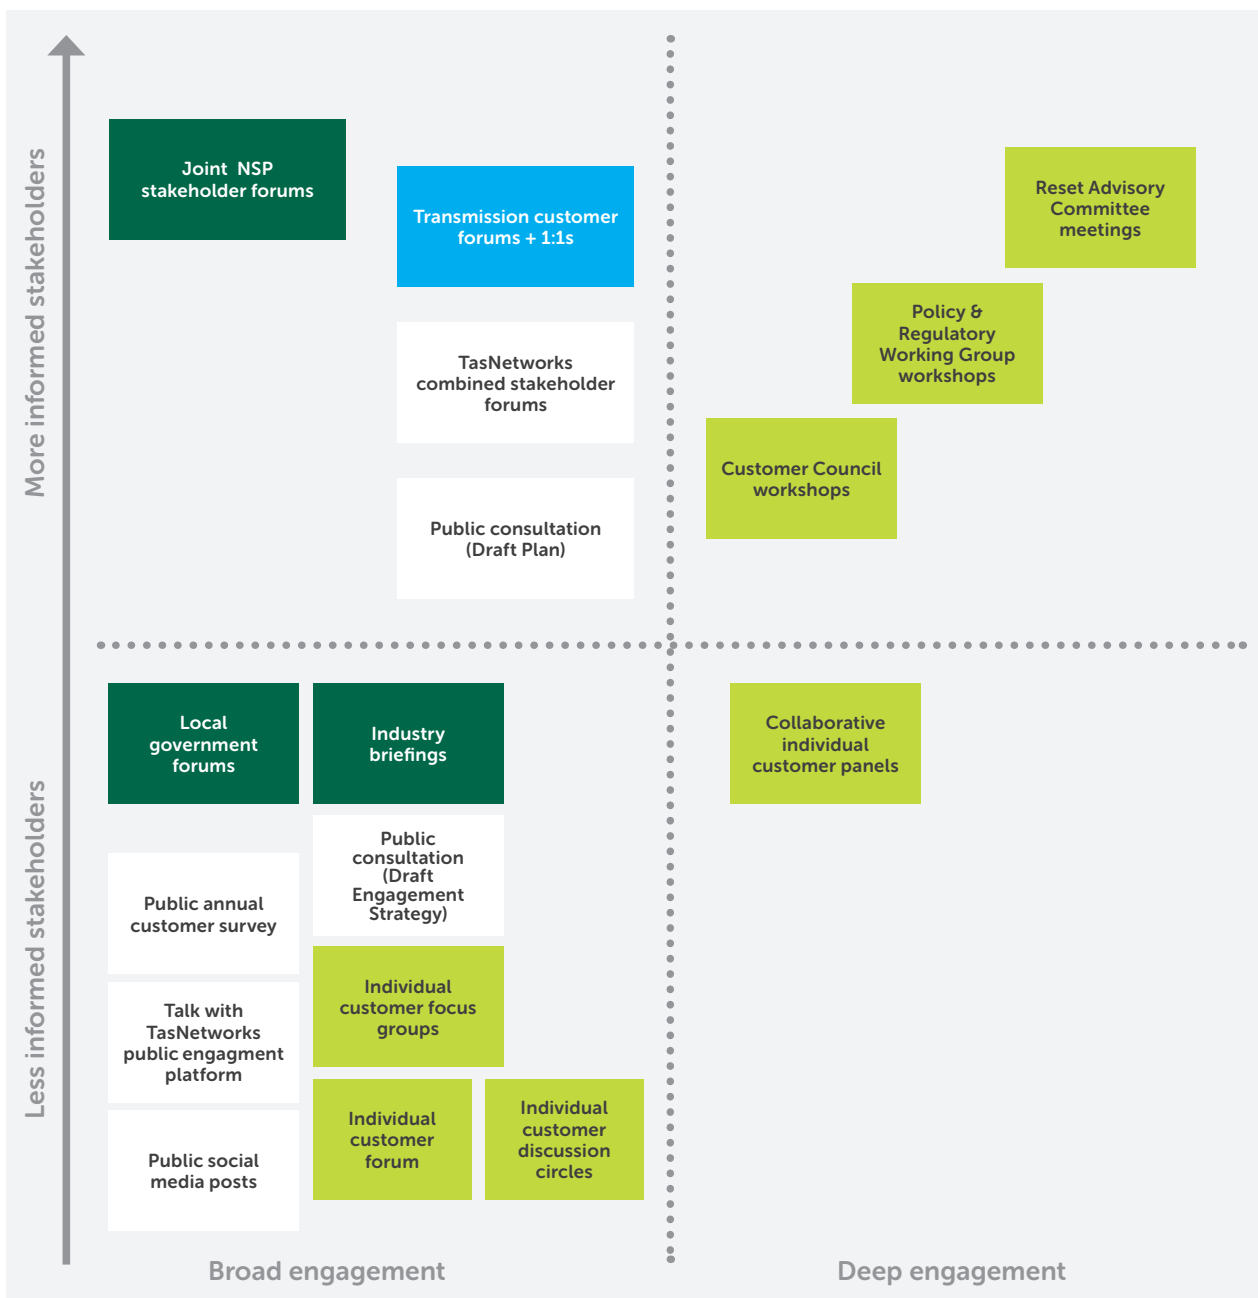 More informed stakeholders
Joint NSP
stakeholder forums
Transmission customer
forums + 1:1s
TasNetworks
combined stakeholder
forums
Public consultation
(Draft Plan)
Reset Advisory
Committee
meetings
Policy &
Regulatory
Working Group
workshops
Customer Council
workshops
Less informed stakeholders
Local
government
forums
Industry
briefings
Public
consultation
(Draft
Engagement
Strategy)
Public annual
customer survey
Individual
customer focus
groups
Talk with
TasNetworks
public engagment
platform
Individual
customer
forum
Individual
customer
discussion
circles
Public social
media posts
Collaborative
individual
customer panels
Broad engagement
Deep engagement